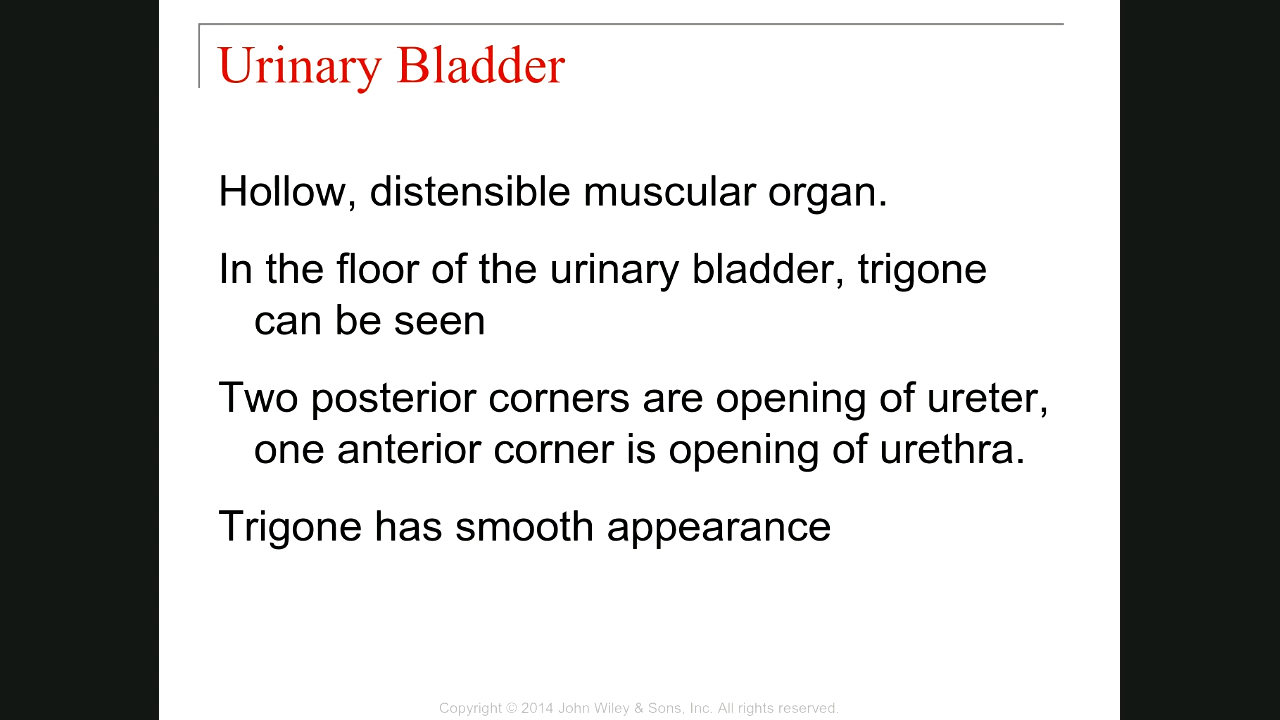 Urinary Bladder
Hollow, distensible muscular organ.
In the floor of the urinary bladder, trigone
can be seen
Two posterior corners are opening of ureter,
one anterior corner is opening of urethra.
Trigone has smooth appearance
Copyright © 2014 John Wiley & Sons, Inc. All rights reserved.